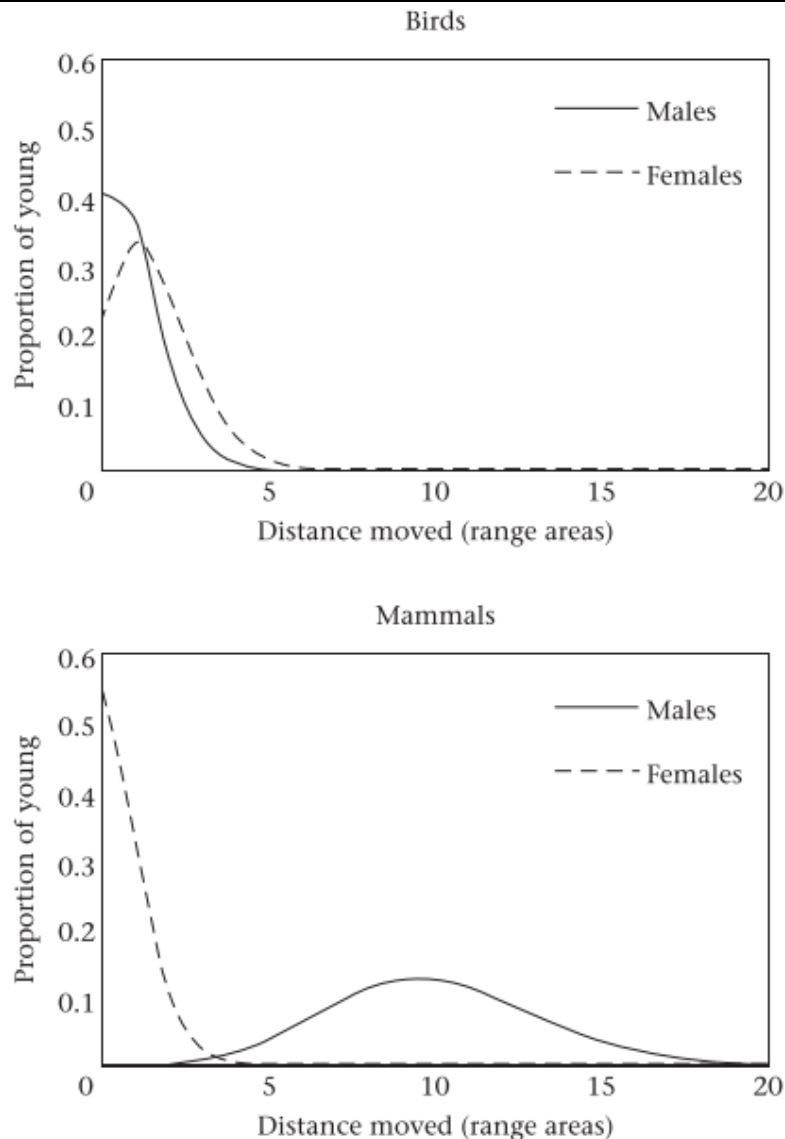 Birds
0.6
0.5
0.4
0.3
0.2
0.1
Proportion of young
Males
Females
0 5 10 15 20
Distance moved (range areas)
Mammals
0.6
0.5
0.4
0.3
0.2
0.1
Proportion of young
Males
Females
0 5 10 15 20
Distance moved (range areas)